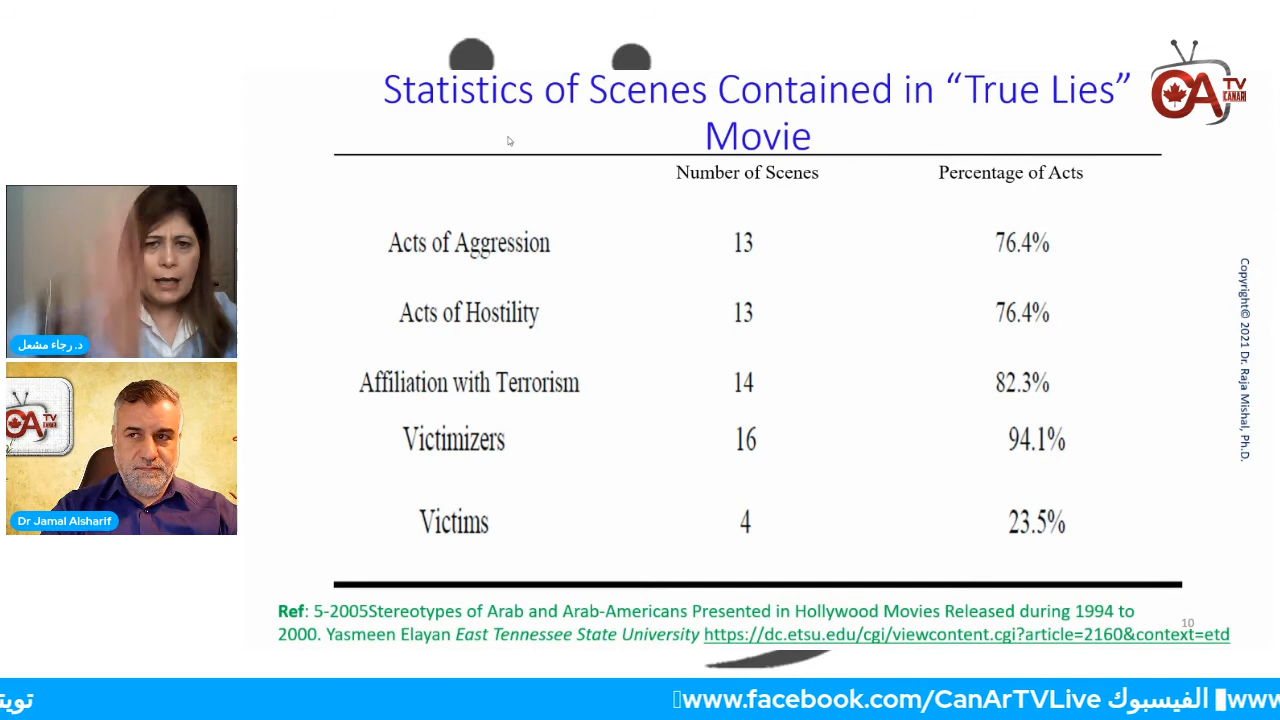 Statistics of Scenes Contained in “True Lies”
Movie
OA TV
CANAR
Number of Scenes Percentage of Acts
Acts of Aggression 13 76.4%
Acts of Hostility 13 76.4%
Affiliation with Terrorism 14 82.3%
Victimizers 16 94.1%
Victims 4 23.5%
Copyright© 2021 Dr. Raja Mishal, Ph.D.
د. رجاء مشعل
TV
Dr Jamal Alsharif
Ref: 5-2005Stereotypes of Arab and Arab-Americans Presented in Hollywood Movies Released during 1994 to
2000. Yasmeen Elayan East Tennessee State University https://dc.etsu.edu/cgi/viewcontent.cgi?article=2160&context=etd
10
www.facebook.com/CanArTVLive الفيسبوك